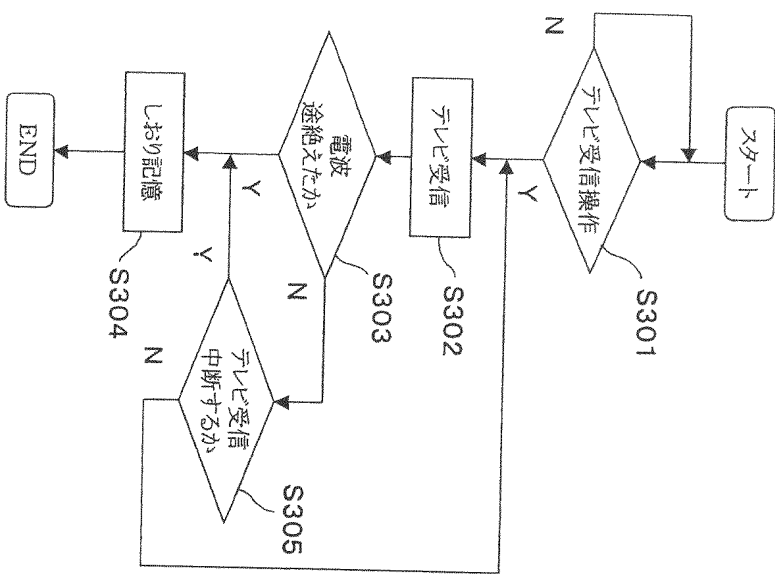 スタート
テレビ受信操作
S301
N
Y
テレビ受信
S302
電波
途絶えたか
S303
N
Y
テレビ受信
中断するか
S305
Y
N
しおり記憶
S304
END